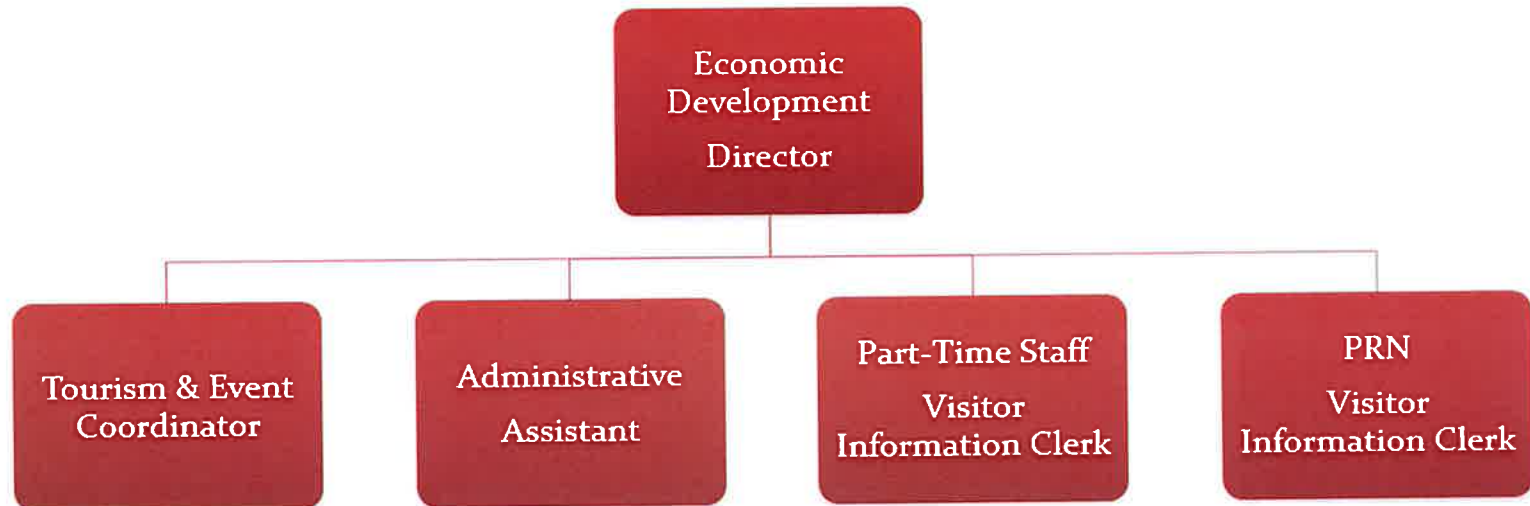 Economic
Development
Director
Tourism & Event
Coordinator
Administrative
Assistant
Part-Time Staff
Visitor
Information Clerk
PRN
Visitor
Information Clerk